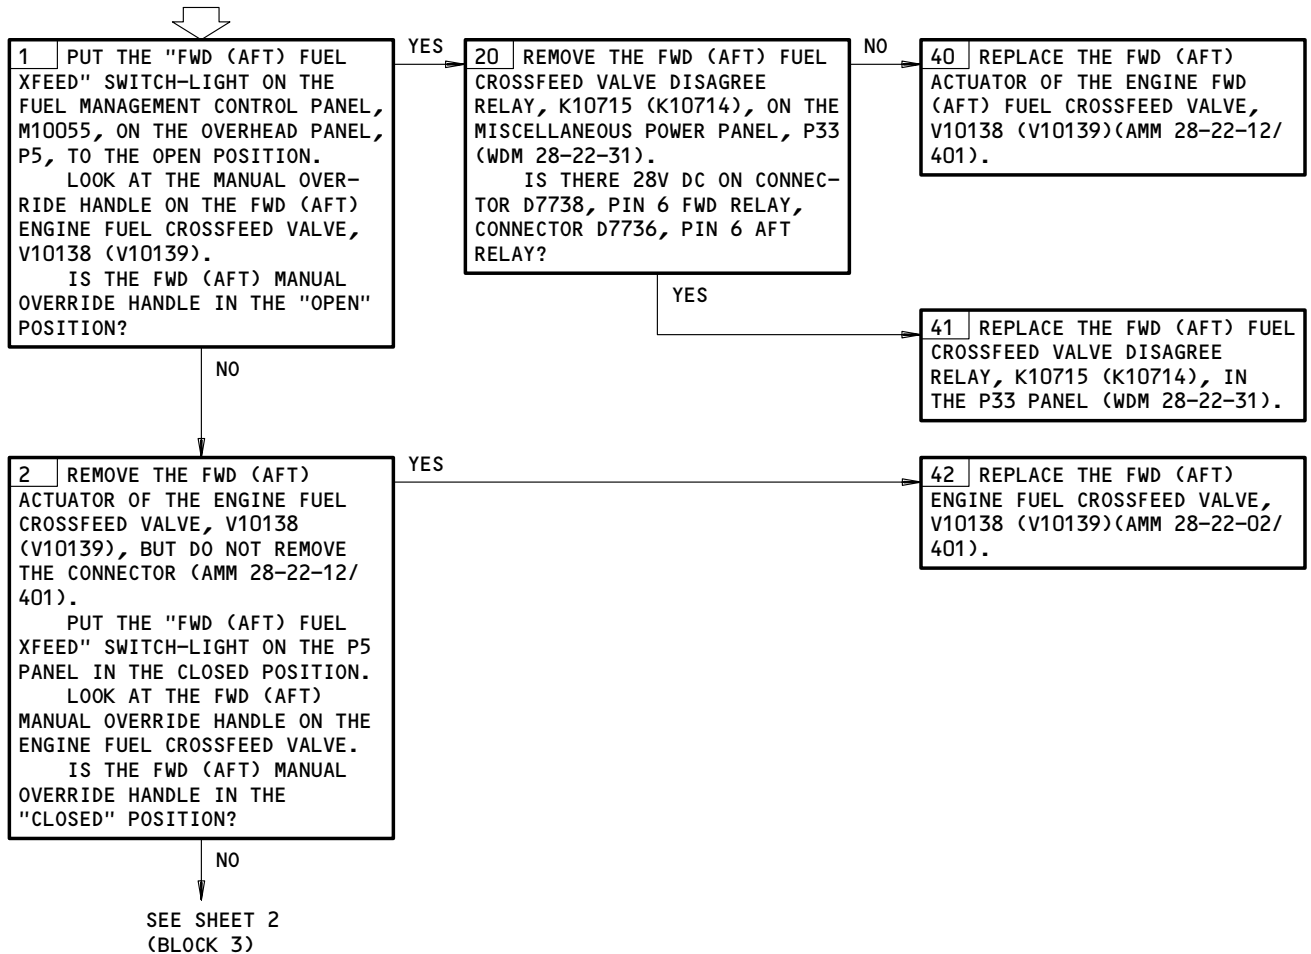 1 PUT THE "FWD (AFT) FUEL
XFEED" SWITCH-LIGHT ON THE
FUEL MANAGEMENT CONTROL PANEL,
M10055, ON THE OVERHEAD PANEL,
P5, TO THE OPEN POSITION.
LOOK AT THE MANUAL OVER-
RIDE HANDLE ON THE FWD (AFT)
ENGINE FUEL CROSSFEED VALVE,
V10138 (V10139).
IS THE FWD (AFT) MANUAL
OVERRIDE HANDLE IN THE "OPEN"
POSITION?
YES
20 REMOVE THE FWD (AFT) FUEL
CROSSFEED VALVE DISAGREE
RELAY, K10715 (K10714), ON THE
MISCELLANEOUS POWER PANEL, P33
(WDM 28-22-31).
IS THERE 28V DC ON CONNEC-
TOR D7738, PIN 6 FWD RELAY,
CONNECTOR D7736, PIN 6 AFT
RELAY?
NO
40 REPLACE THE FWD (AFT)
ACTUATOR OF THE ENGINE FWD
(AFT) FUEL CROSSFEED VALVE,
V10138 (V10139)(AMM 28-22-12/
401).
YES
41 REPLACE THE FWD (AFT) FUEL
CROSSFEED VALVE DISAGREE
RELAY, K10715 (K10714), IN
THE P33 PANEL (WDM 28-22-31).
NO
2 REMOVE THE FWD (AFT)
ACTUATOR OF THE ENGINE FUEL
CROSSFEED VALVE, V10138
(V10139), BUT DO NOT REMOVE
THE CONNECTOR (AMM 28-22-12/
401).
PUT THE "FWD (AFT) FUEL
XFEED" SWITCH-LIGHT ON THE P5
PANEL IN THE CLOSED POSITION.
LOOK AT THE FWD (AFT)
MANUAL OVERRIDE HANDLE ON THE
ENGINE FUEL CROSSFEED VALVE.
IS THE FWD (AFT) MANUAL
OVERRIDE HANDLE IN THE
"CLOSED" POSITION?
YES
42 REPLACE THE FWD (AFT)
ENGINE FUEL CROSSFEED VALVE,
V10138 (V10139)(AMM 28-22-02/
401).
NO
SEE SHEET 2
(BLOCK 3)